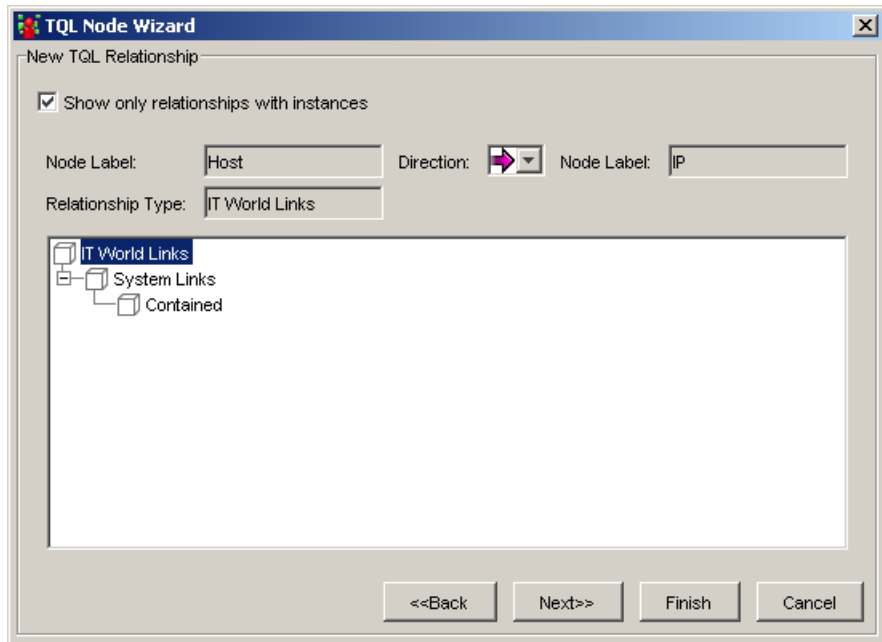 TQL Node Wizard
New TQL Relationship
Show only relationships with instances
Node Label: Host Direction: Node Label: IP
Relationship Type: IT World Links
IT World Links
System Links
Contained
<<Back Next>> Finish Cancel